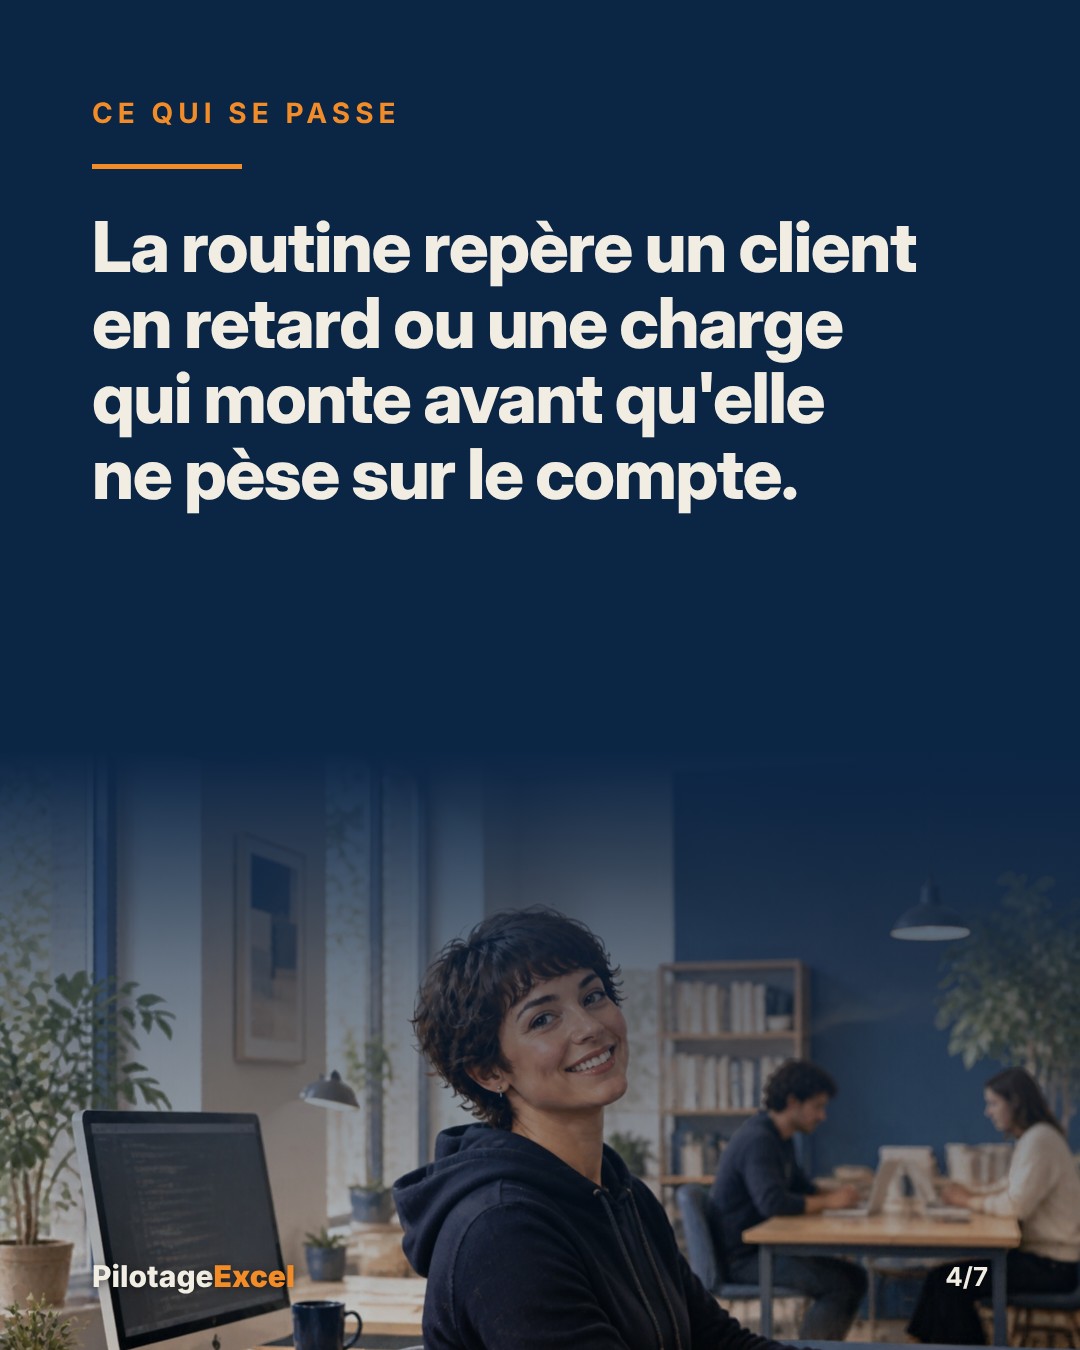 CE QUI SE PASSE
La routine repère un client
en retard ou une charge
qui monte avant qu'elle
ne pèse sur le compte.
PilotageExcel
4/7